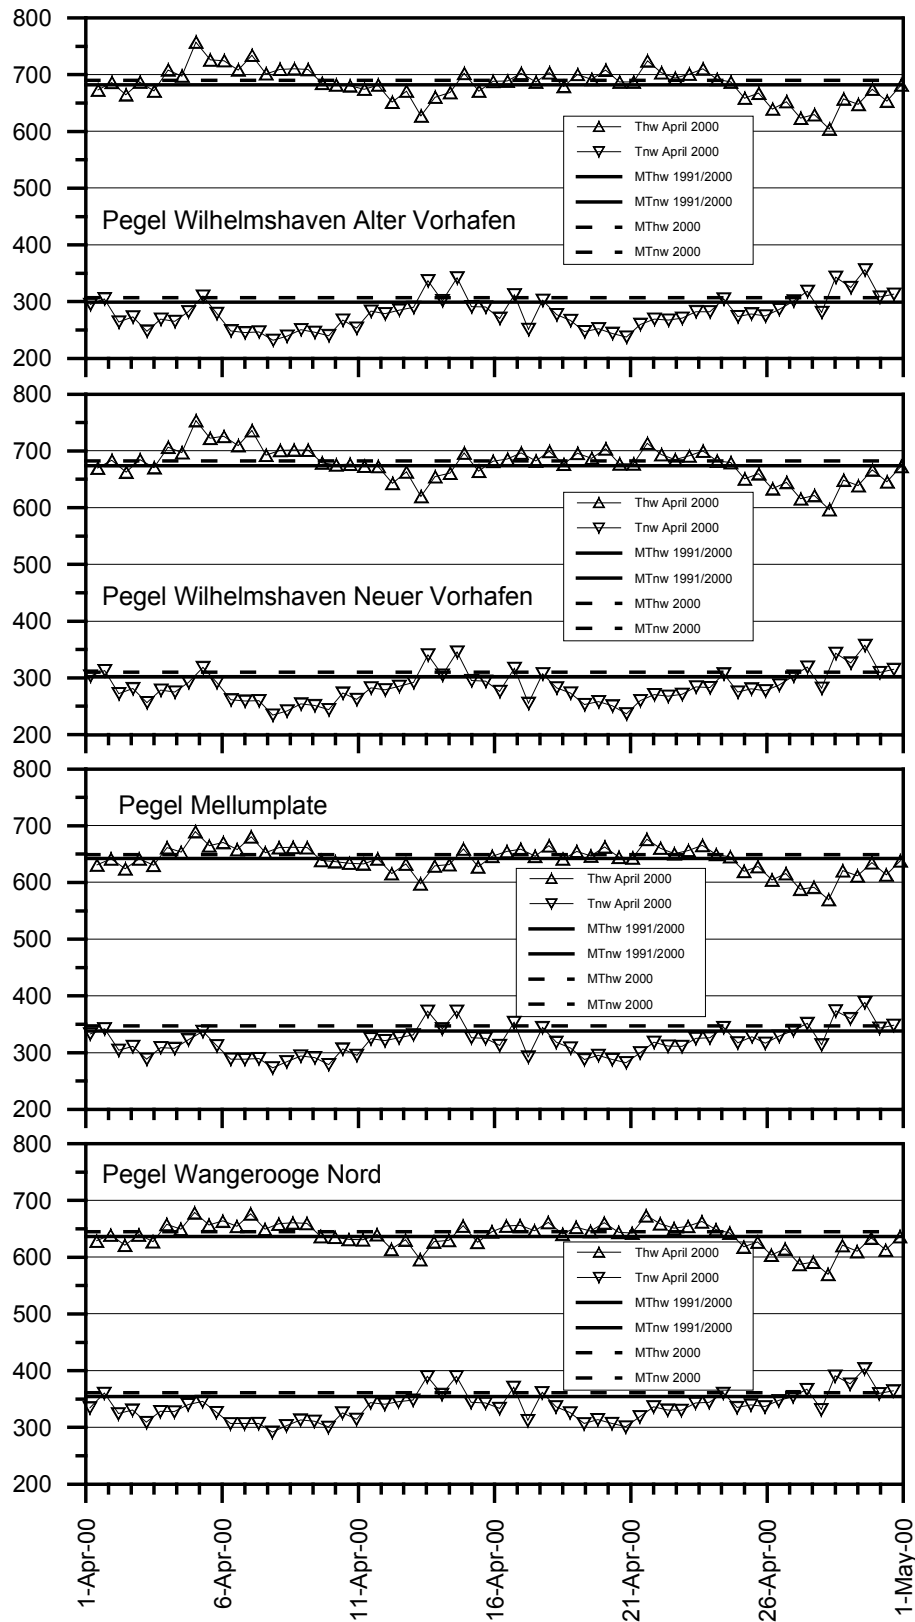 800
700
600
500
400
300
200
Pegel Wilhelmshaven Alter Vorhafen
Thw April 2000
Tnw April 2000
MThw 1991/2000
MTnw 1991/2000
MThw 2000
MTnw 2000
800
700
600
500
400
300
200
Pegel Wilhelmshaven Neuer Vorhafen
Thw April 2000
Tnw April 2000
MThw 1991/2000
MTnw 1991/2000
MThw 2000
MTnw 2000
800
700
600
500
400
300
200
Pegel Mellumplate
Thw April 2000
Tnw April 2000
MThw 1991/2000
MTnw 1991/2000
MThw 2000
MTnw 2000
800
700
600
500
400
300
200
Pegel Wangerooge Nord
Thw April 2000
Tnw April 2000
MThw 1991/2000
MTnw 1991/2000
MThw 2000
MTnw 2000
1-Apr-00
6-Apr-00
11-Apr-00
16-Apr-00
21-Apr-00
26-Apr-00
1-May-00